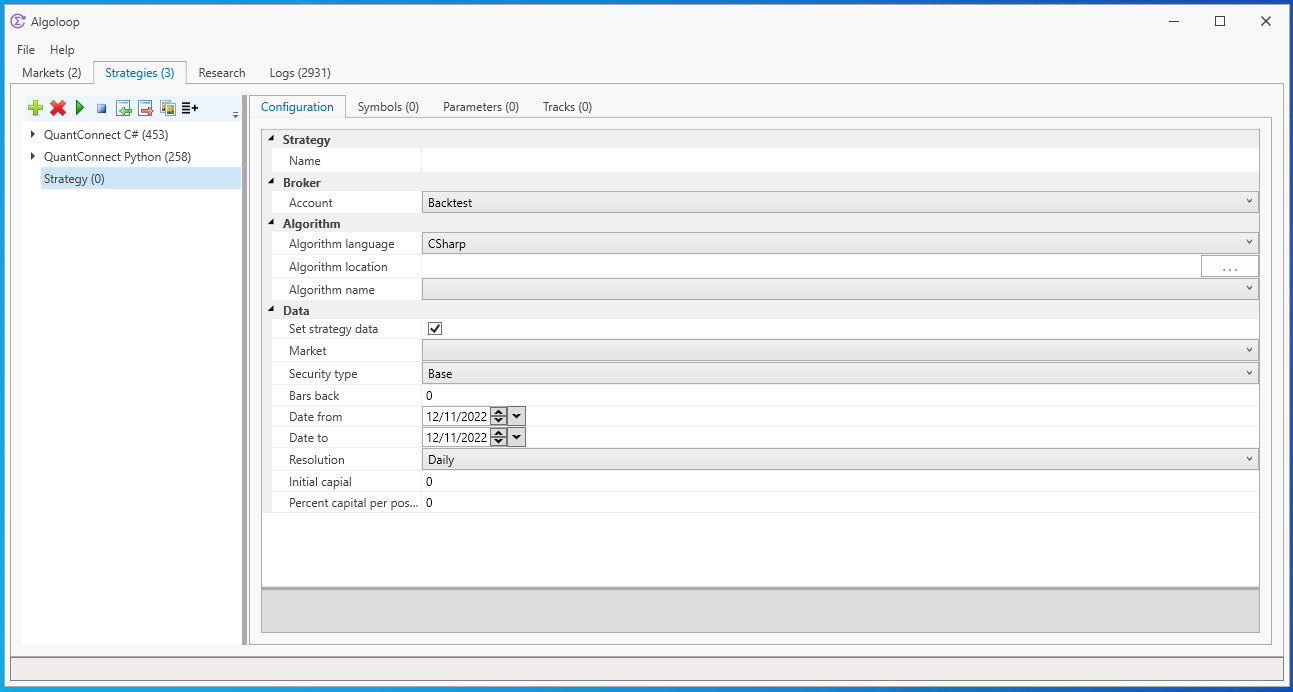 Algoloop
File Help
Markets (2) Strategies (3) Research Logs (2931)
Configuration Symbols (0) Parameters (0) Tracks (0)
QuantConnect C# (453)
QuantConnect Python (258)
Strategy (0)
Strategy
Name
Broker
Account Backtest
Algorithm
Algorithm language CSharp
Algorithm location ...
Algorithm name
Data
Set strategy data
Market
Security type Base
Bars back 0
Date from 12/11/2022
Date to 12/11/2022
Resolution Daily
Initial capial 0
Percent capital per pos... 0